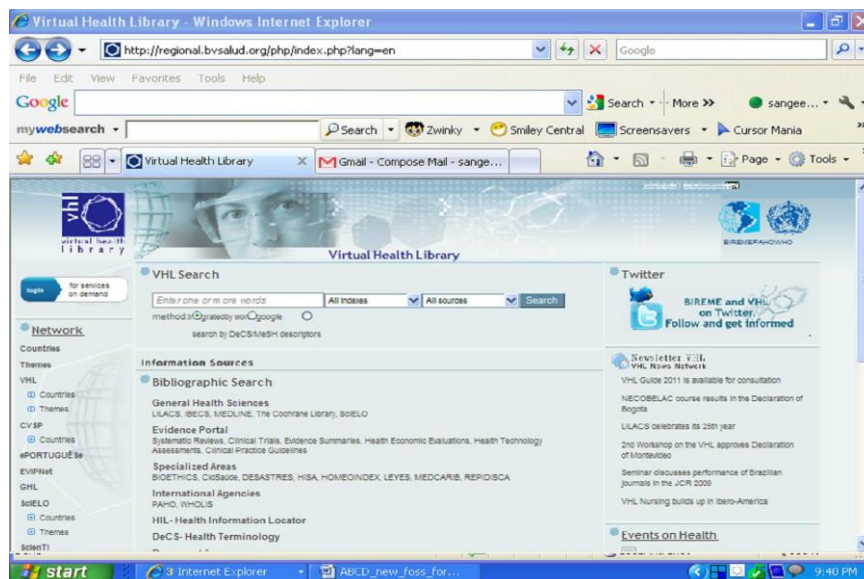 Virtual Health Library - Windows Internet Explorer
http://regional.bvsalud.org/php/index.php?lang=en
Google
File Edit View Favorites Tools Help
Google Search More >> sangee...
mywebsearch Search Zwinky Smiley Central Screensavers Cursor Mania
Virtual Health Library Gmail - Compose Mail - sange... Page Tools
vhl
virtual health
library
Virtual Health Library
BIREME PAHO WHO
login
for services
on demand
Network
Countries
Themes
VHL
Countries
Themes
CVSP
Countries
ePORTUGUÊSe
EVIPNet
GHL
SciELO
Countries
Themes
ScienTI
VHL Search
Enter one or more words All indexes All sources Search
method google
search by DeCS/MeSH descriptors
Information Sources
Bibliographic Search
General Health Sciences
LILACS, IBECS, MEDLINE, The Cochrane Library, SciELO
Evidence Portal
Systematic Reviews, Clinical Trials, Evidence Summaries, Health Economic Evaluations, Health Technology
Assessments, Clinical Practice Guidelines
Specialized Areas
BIOETHICS, CidSaúde, DESASTRES, HISA, HOMEOINDEX, LEYES, MEDCARIB, REPIDISCA
International Agencies
PAHO, WHOLIS
HIL- Health Information Locator
DeCS- Health Terminology
Twitter
BIREME and VHL
on Twitter.
Follow and get informed
Newsletter VHL
VHL News Network
VHL Guide 2011 is available for consultation
NECOBELAC course results in the Declaration of
Bogota
LILACS celebrates its 25th year
2nd Workshop on the VHL approves Declaration
of Montevideo
Seminar discusses performance of Brazilian
journals in the JCR 2009
VHL Nursing builds up in Ibero-America
Events on Health
start 3 Internet Explorer ABCD_new_foss_for... 9:40 PM